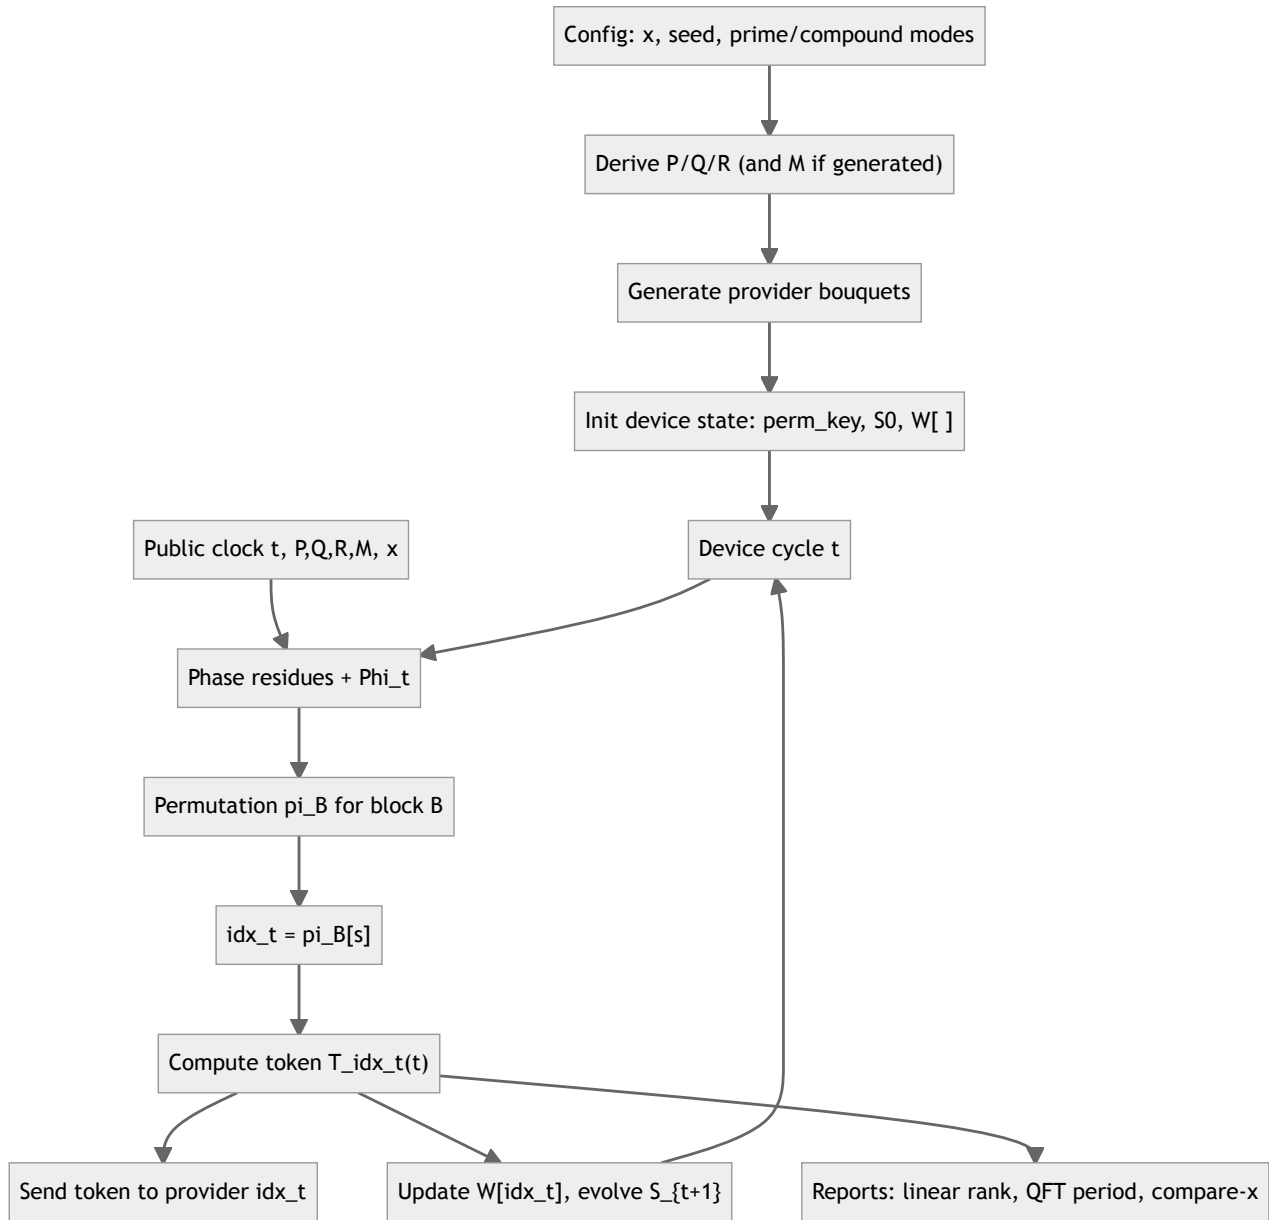 Config: x, seed, prime/compound modes
Derive P/Q/R (and M if generated)
Generate provider bouquets
Init device state: perm_key, S0, W[ ]
Public clock t, P,Q,R,M, x
Device cycle t
Phase residues + Phi_t
Permutation pi_B for block B
idx_t = pi_B[s]
Compute token T_idx_t(t)
Send token to provider idx_t
Update W[idx_t], evolve S_{t+1}
Reports: linear rank, QFT period, compare-x